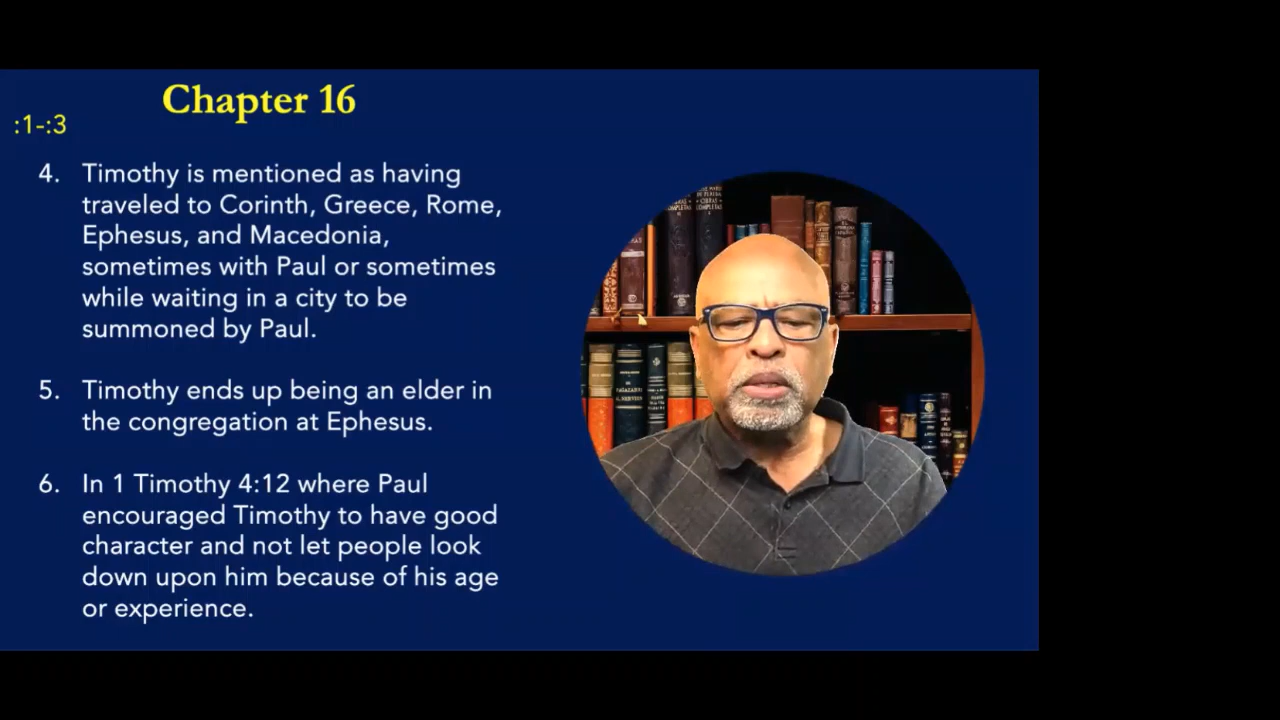 Chapter 16
:1-:3
4. Timothy is mentioned as having
traveled to Corinth, Greece, Rome,
Ephesus, and Macedonia,
sometimes with Paul or sometimes
while waiting in a city to be
summoned by Paul.
5. Timothy ends up being an elder in
the congregation at Ephesus.
6. In 1 Timothy 4:12 where Paul
encouraged Timothy to have good
character and not let people look
down upon him because of his age
or experience.